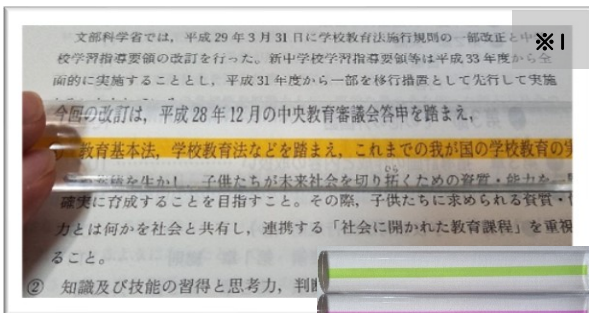 ※1
文部科学省では，平成 29 年 3 月 31 日に学校教育法施行規則の一部改正と中
校学習指導要領の改訂を行った。新中学校学習指導要領等は平成 33 年度から全
面的に実施することとし，平成 31 年度から一部を移行措置として先行して実施
今回の改訂は，平成 28 年 12 月の中央教育審議会答申を踏まえ，
教育基本法，学校教育法などを踏まえ，これまでの我が国の学校教育の実
を生かし，子供たちが未来社会を切り拓くための資質・能力を
確実に育成することを目指すこと。その際，子供たちに求められる資質・
力とは何かを社会と共有し，連携する「社会に開かれた教育課程」を重視
ること。
② 知識及び技能の習得と思考力，判